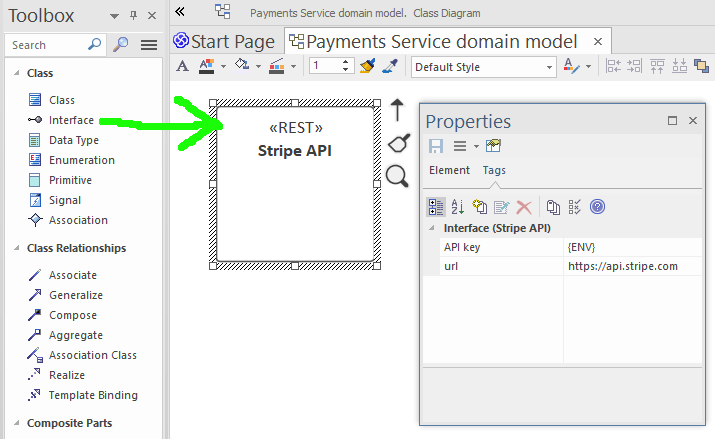 Toolbox
Search
Class
Class
Interface
Data Type
Enumeration
Primitive
Signal
Association
Class Relationships
Associate
Generalize
Compose
Aggregate
Association Class
Realize
Template Binding
Composite Parts
Payments Service domain model. Class Diagram
Start Page
Payments Service domain model
1
Default Style
«REST»
Stripe API
Properties
Element Tags
Interface (Stripe API)
API key {ENV}
url https://api.stripe.com